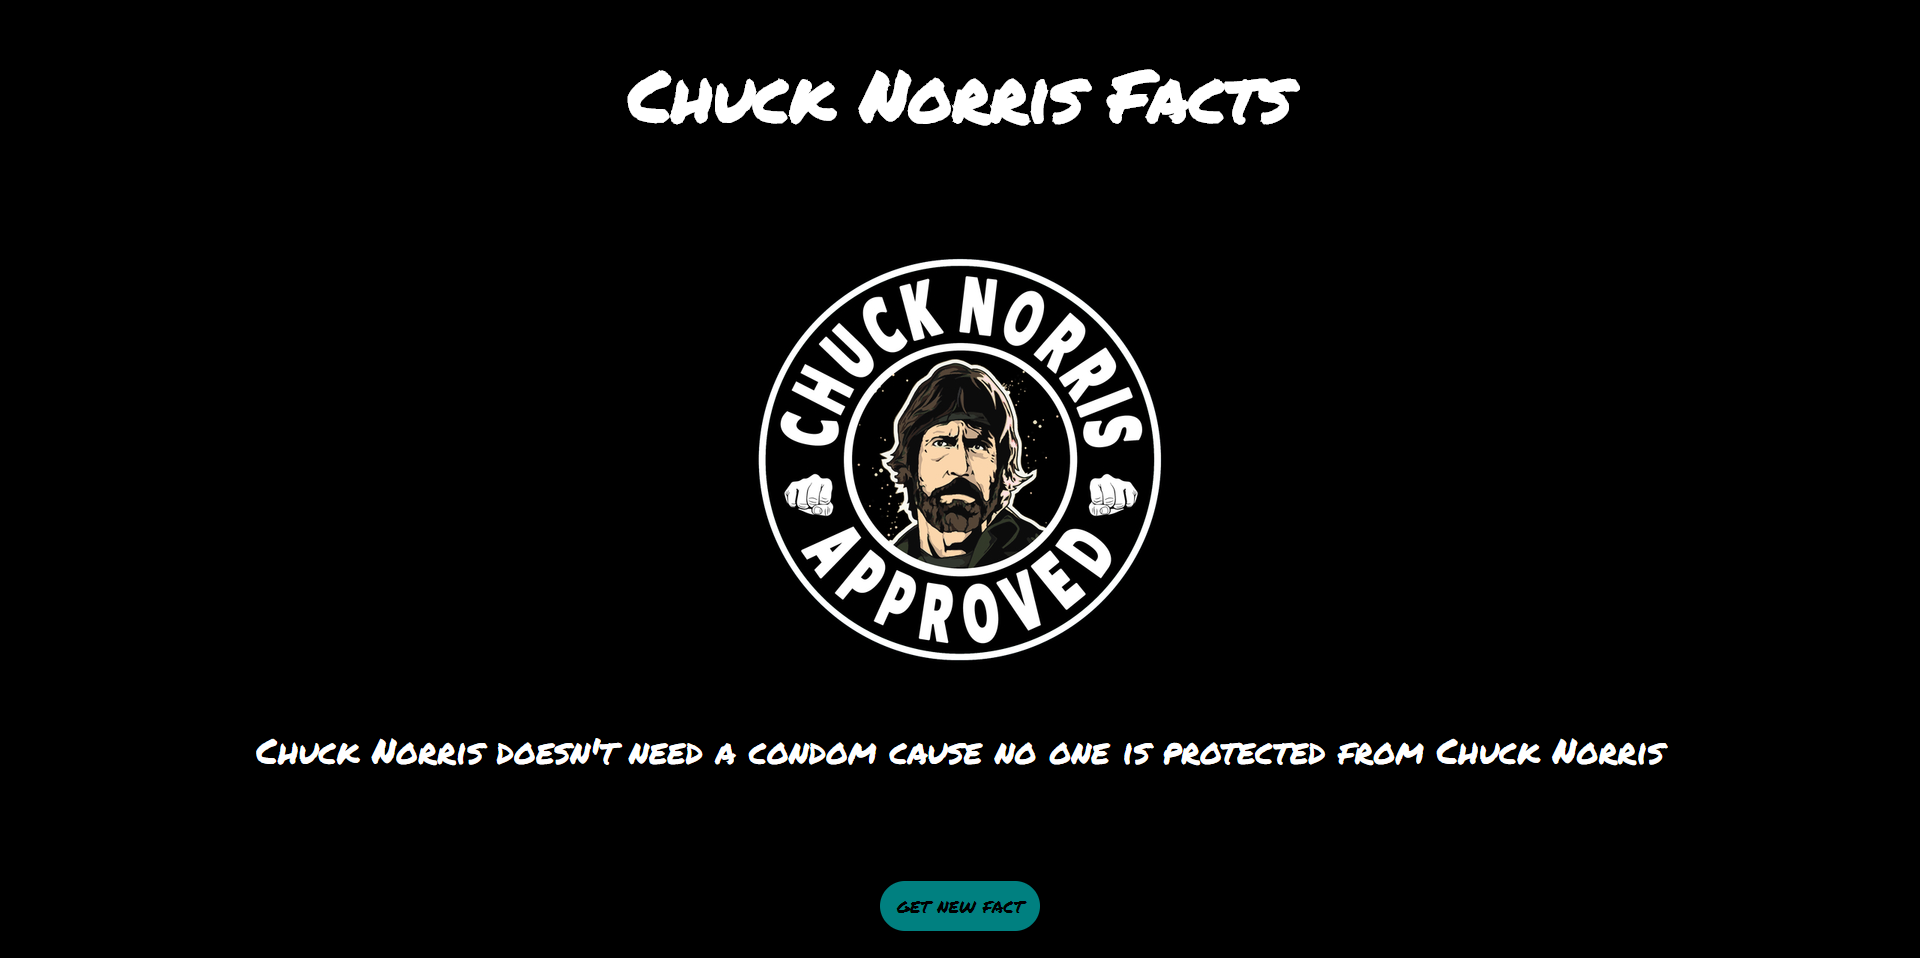 Chuck Norris Facts
CHUCK NORRIS
APPROVED
Chuck Norris doesn't need a condom cause no one is protected from Chuck Norris
GET NEW FACT